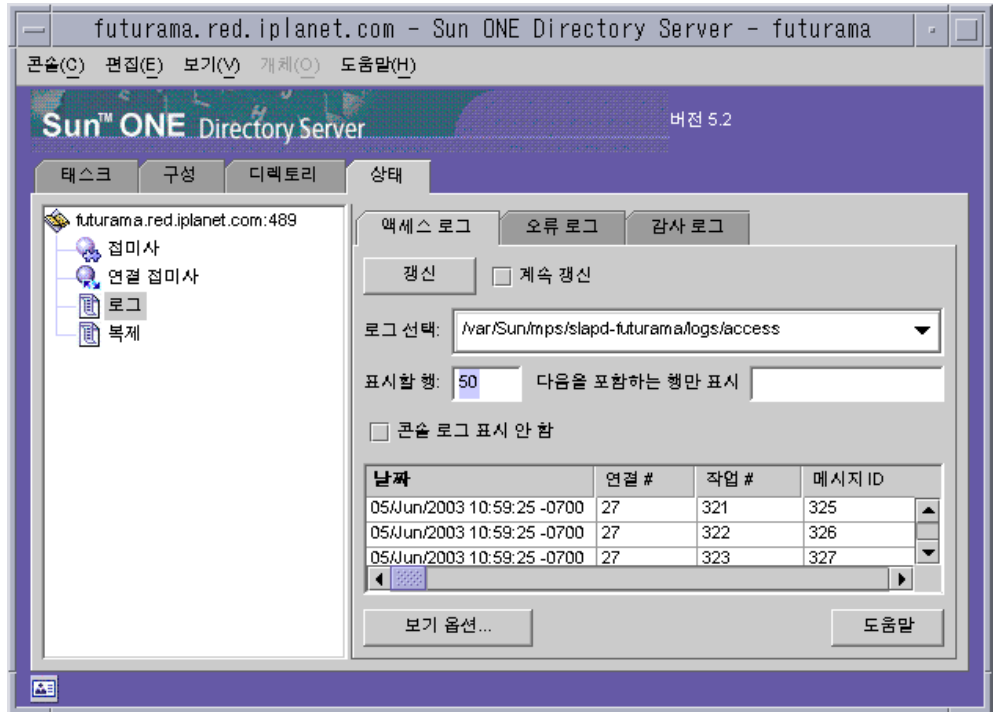 futurama.red.iplanet.com - Sun ONE Directory Server - futurama
콘솔(C) 편집(E) 보기(V) 개체(O) 도움말(H)
Sun™ ONE Directory Server
버전 5.2
태스크 구성 디렉토리 상태
futurama.red.iplanet.com:489
접미사
연결 접미사
로그
복제
액세스 로그 오류 로그 감사 로그
갱신 계속 갱신
로그 선택: /var/Sun/mps/slapd-futurama/logs/access
표시할 행: 50 다음을 포함하는 행만 표시
콘솔 로그 표시 안 함
날짜 연결 # 작업 # 메시지 ID
05/Jun/2003 10:59:25 -0700 27 321 325
05/Jun/2003 10:59:25 -0700 27 322 326
05/Jun/2003 10:59:25 -0700 27 323 327
보기 옵션... 도움말